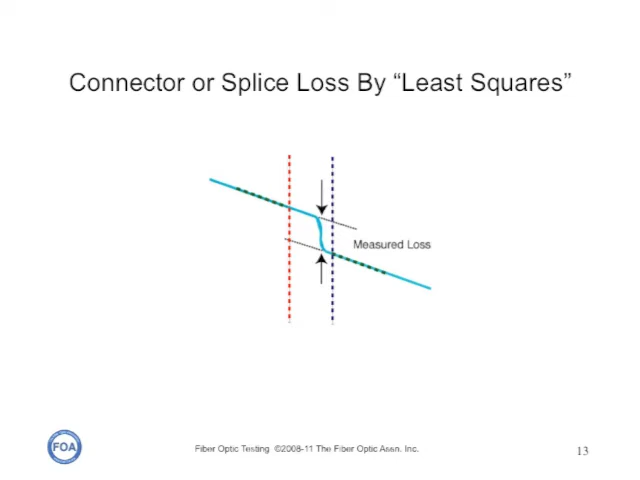 Connector or Splice Loss By “Least Squares”
Measured Loss
FOA
Fiber Optic Testing ©2008-11 The Fiber Optic Assn. Inc.
13